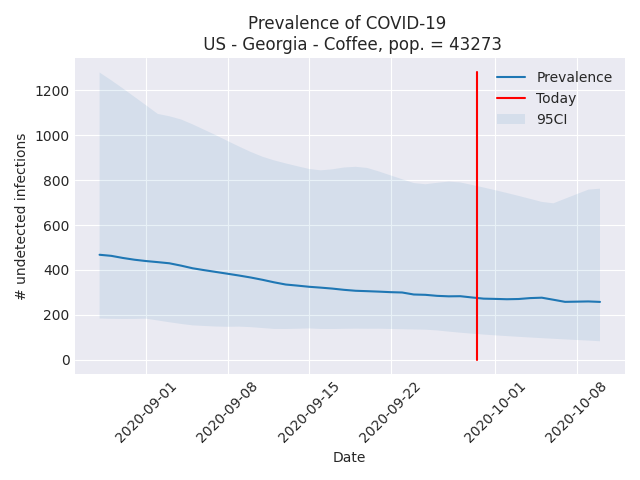 Prevalence of COVID-19
US - Georgia - Coffee, pop. = 43273
Prevalence
Today
95CI
1200
1000
800
600
400
200
0
# undetected infections
2020-09-01
2020-09-08
2020-09-15
2020-09-22
2020-10-01
2020-10-08
Date